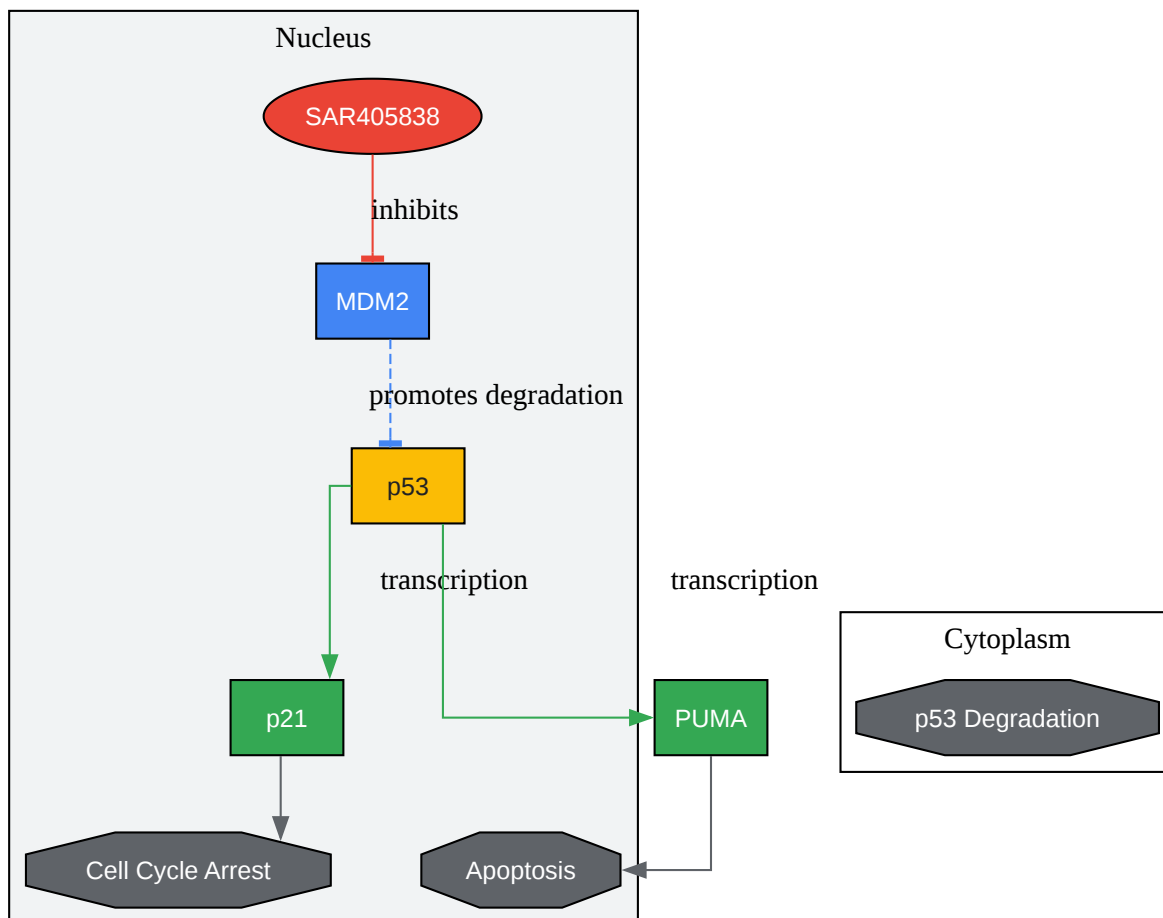 Nucleus
SAR405838
inhibits
MDM2
promotes degradation
p53
transcription
transcription
Cytoplasm
p21
PUMA
p53 Degradation
Cell Cycle Arrest
Apoptosis